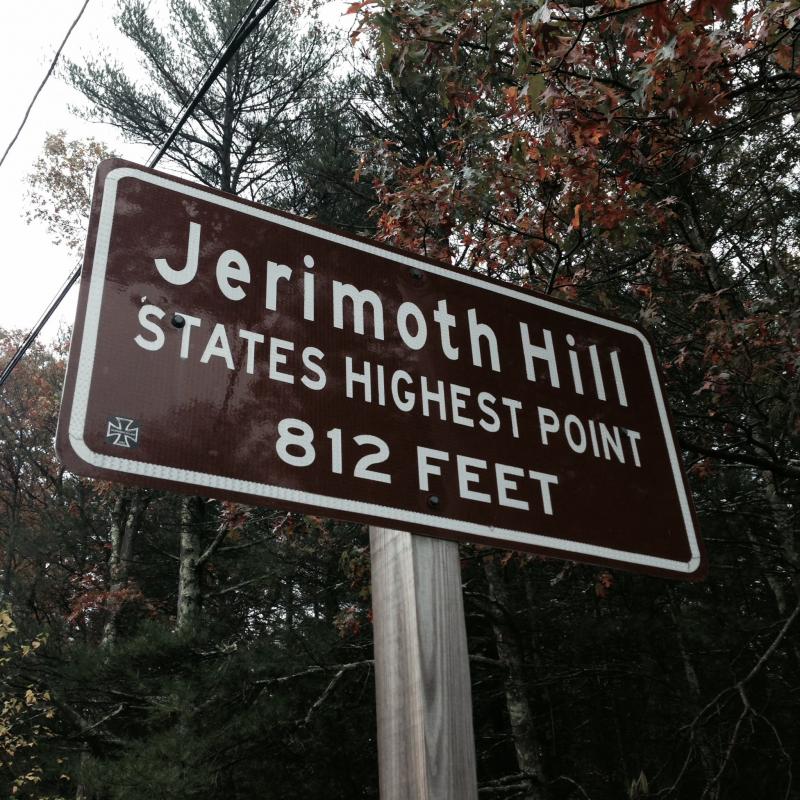 Jerimoth Hill
STATES HIGHEST POINT
812 FEET